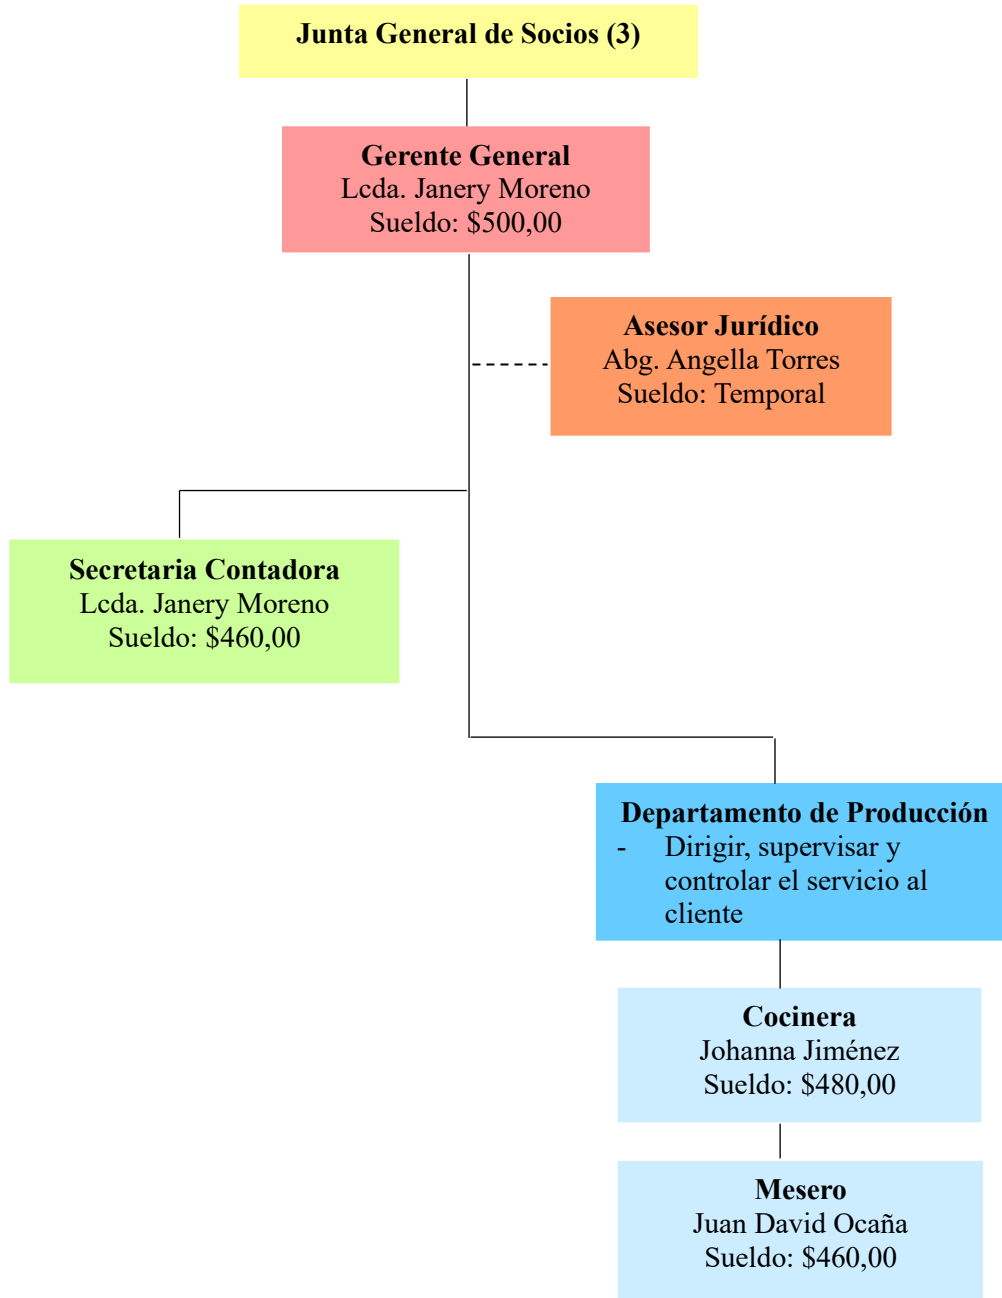 Junta General de Socios (3)
Gerente General
Lcda. Janery Moreno
Sueldo: $500,00
Asesor Jurídico
Abg. Angella Torres
Sueldo: Temporal
Secretaria Contadora
Lcda. Janery Moreno
Sueldo: $460,00
Departamento de Producción
- Dirigir, supervisar y
controlar el servicio al
cliente
Cocinera
Johanna Jiménez
Sueldo: $480,00
Mesero
Juan David Ocaña
Sueldo: $460,00